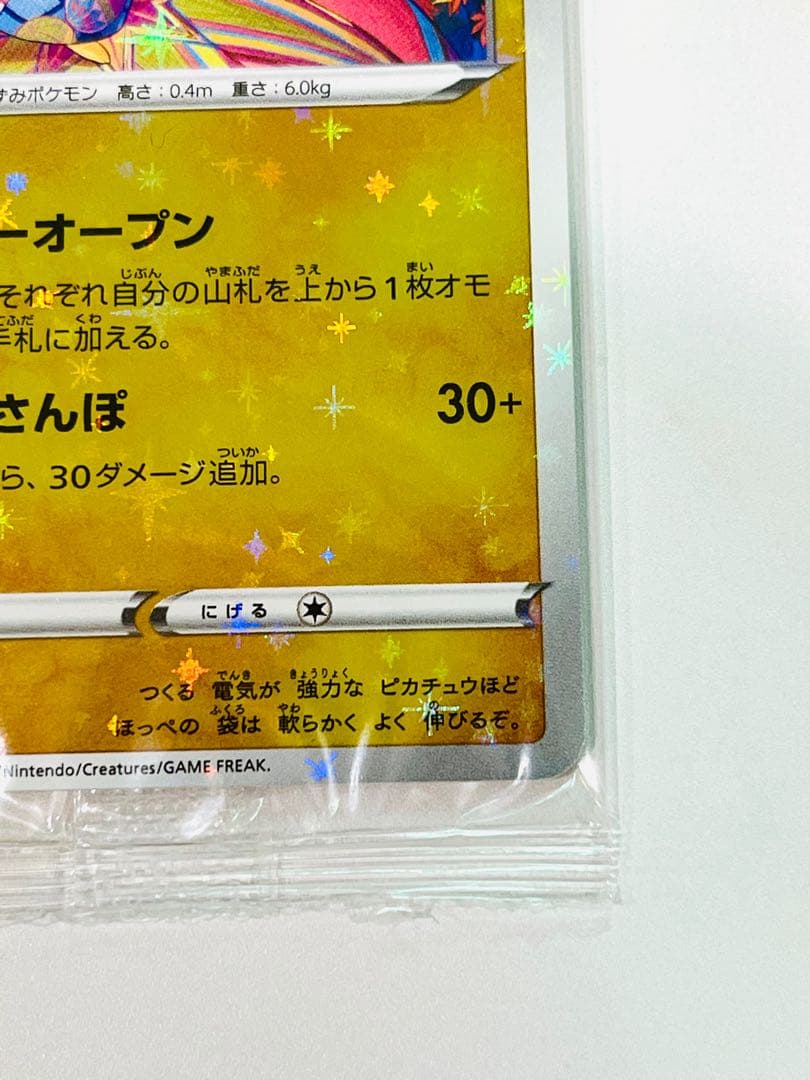 ずみポケモン 高さ:0.4m 重さ:6.0kg
ーオープン
それぞれ自分の山札を上から1枚オモ
手札に加える。
さんぽ 30+
ら、30ダメージ追加。
にげる
つくる 電気が 強力な ピカチュウほど
ほっぺの 袋は 軟らかく よく 伸びるぞ。
/Nintendo/Creatures/GAME FREAK.